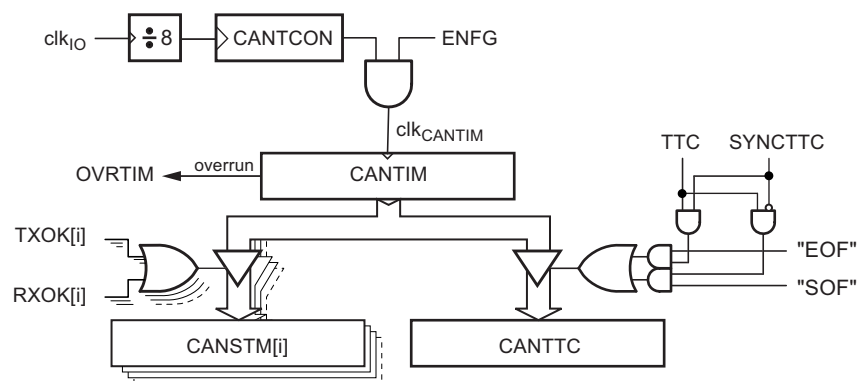 clkIO
÷ 8
CANTCON
ENFG
clkCANTIM
TTC
SYNCTTC
OVRTIM
overrun
CANTIM
TXOK[i]
"EOF"
RXOK[i]
"SOF"
CANSTM[i]
CANTTC